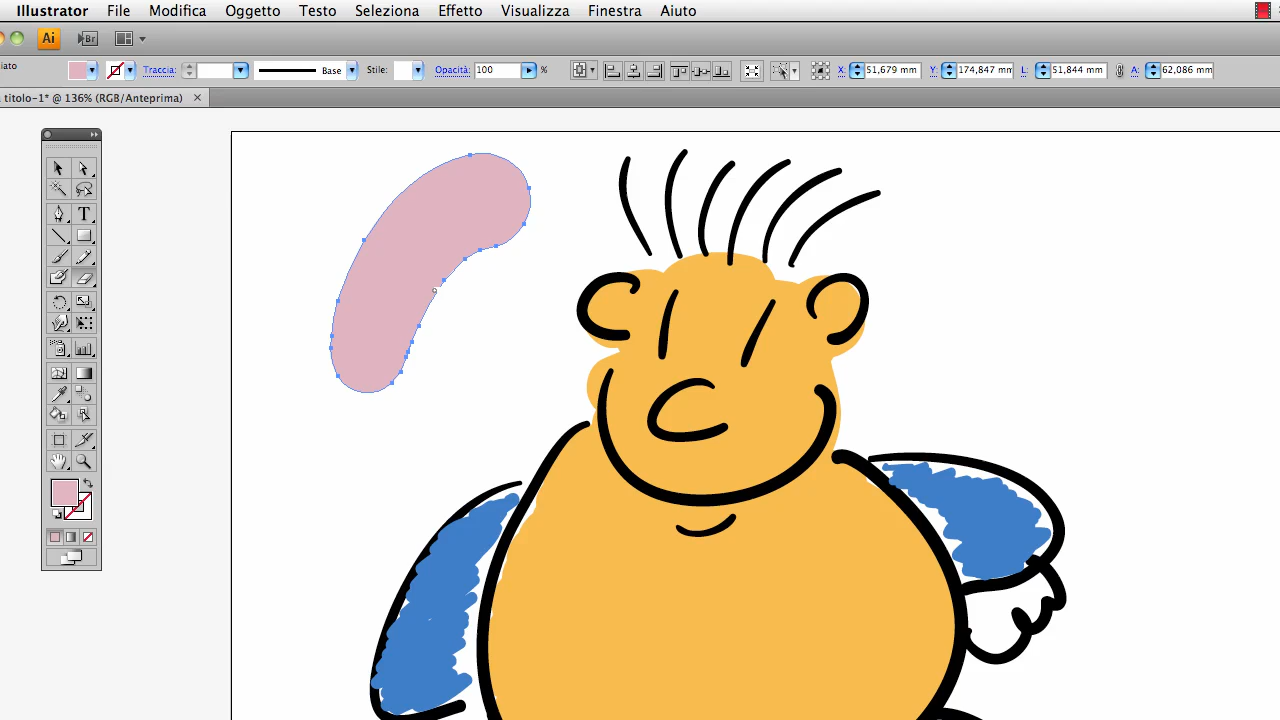 Illustrator File Modifica Oggetto Testo Seleziona Effetto Visualizza Finestra Aiuto
Ai Br
iato Traccia: Base Stile: Opacità: 100 % X: 51,679 mm Y: 174,847 mm L: 51,844 mm A: 62,086 mm
titolo-1* @ 136% (RGB/Anteprima)
T